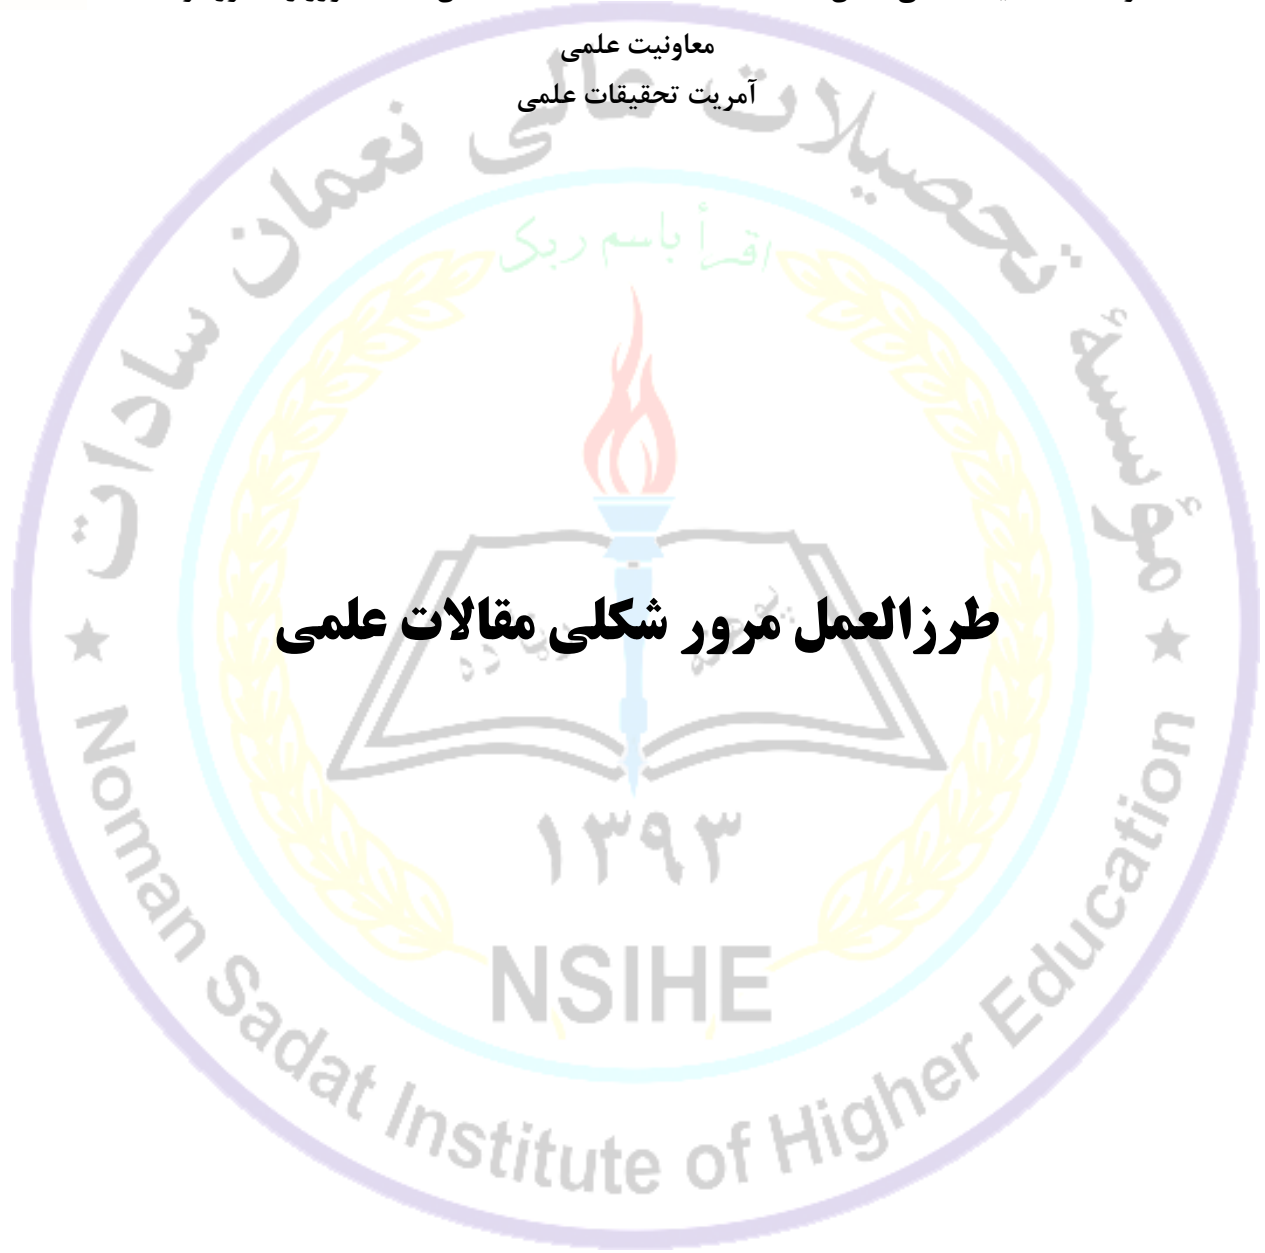 معاونیت علمی
آمریت تحقیقات علمی
مؤسسۀ تحصیلات عالی نعمان سادات
اقرأ باسم ربک
طرزالعمل مرور شکلی مقالات علمی
۱۳۹۳
NSIHE
Noman Sadat Institute of Higher Education